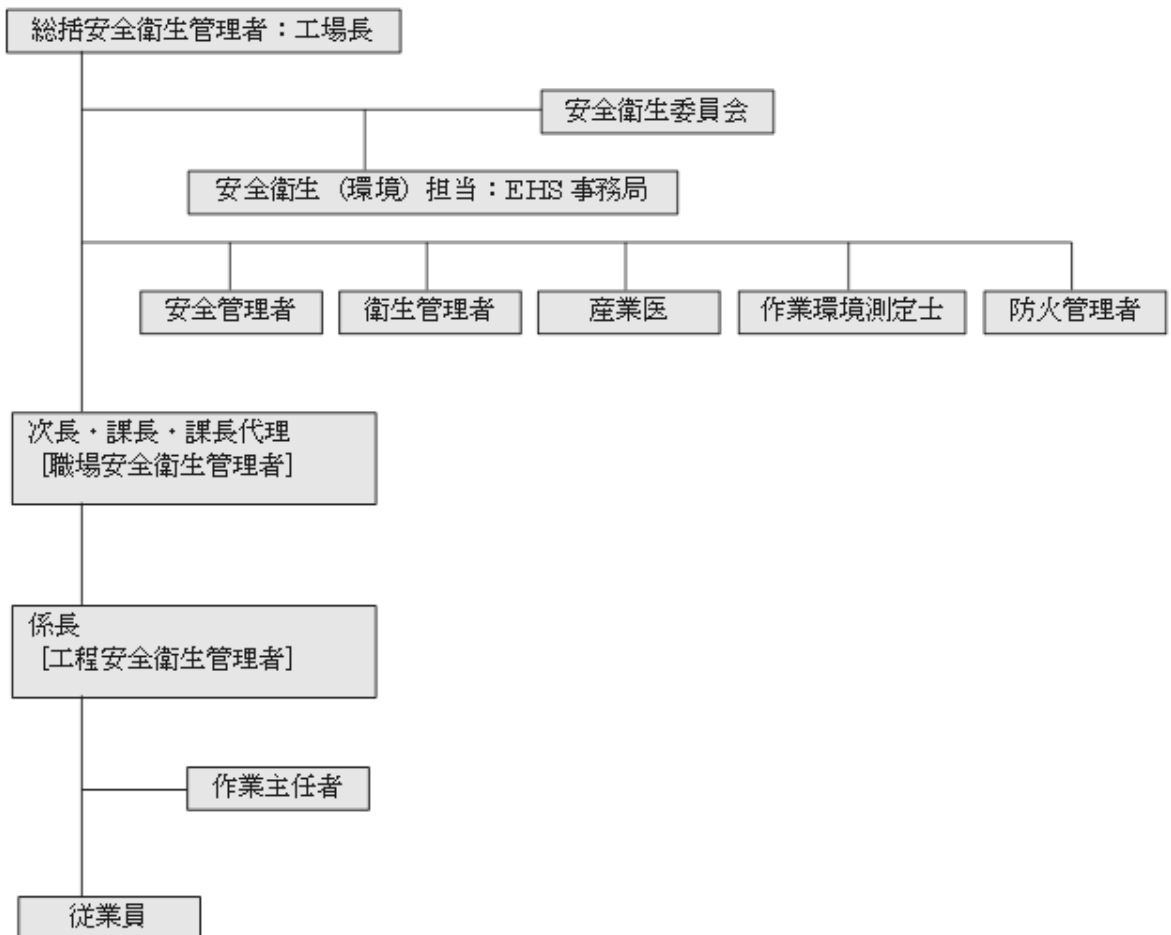 総括安全衛生管理者：工場長
安全衛生委員会
安全衛生（環境）担当：EHS 事務局
安全管理者
衛生管理者
産業医
作業環境測定士
防火管理者
次長・課長・課長代理
[職場安全衛生管理者]
係長
[工程安全衛生管理者]
作業主任者
従業員